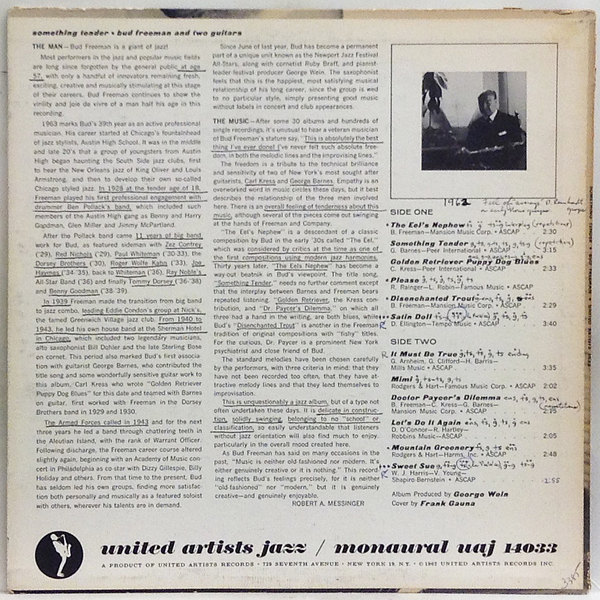 something tender • bud freeman and two guitars
THE MAN—Bud Freeman is a giant of jazz!
Most performers in the jazz and popular music fields
are long since forgotten by the general public at age
57, with only a handful of innovators remaining fresh,
exciting, creative and musically stimulating at this stage
of their careers. Bud Freeman continues to show the
virility and joie de vivre of a man half his age in this
recording.
1963 marks Bud's 39th year as an active professional
musician. His career started at Chicago's fountainhead
of jazz stylists, Austin High School. It was in the middle
and late 20's that a group of youngsters from Austin
High began haunting the South Side jazz clubs, first
to hear the New Orleans jazz of King Oliver and Louis
Armstrong, and then to develop their own so-called
Chicago styled jazz. In 1928 at the tender age of 18,
Freeman played his first professional engagement with
drummer Ben Pollack's band, which included such
members of the Austin High gang as Benny and Harry
Goodman, Glen Miller and Jimmy McPartland.
After the Pollack band came 11 years of big band
work for Bud, as featured sideman with Zez Confrey
('29), Red Nichols ('29), Paul Whiteman ('30-33), the
Dorsey Brothers ('30), Roger Wolfe Kahn ('33), Joe
Haymes ('34-'35), back to Whiteman ('36), Ray Noble's
All-Star Band ('36) and finally Tommy Dorsey ('36-'38)
and Benny Goodman ('38-'39).
In 1939 Freeman made the transition from big band
to jazz combo, leading Eddie Condon's group at Nick's,
the famed Greenwich Village jazz club. From 1940 to
1943, he led his own house band at the Sherman Hotel
in Chicago, which included two legendary musicians,
alto saxophonist Bill Dohler and the late Sterling Bose
on cornet. This period also marked Bud's first associa-
tion with guitarist George Barnes, who contributed the
title song and some wonderfully sensitive guitar work to
this album. Carl Kress who wrote "Golden Retriever
Puppy Dog Blues" for this date and teamed with Barnes
on guitar, first worked with Freeman in the Dorsey
Brothers band in 1929 and 1930.
The Armed Forces called in 1943 and for the next
three years he led a band through chattering teeth in
the Aleutian Island, with the rank of Warrant Officer.
Following discharge, the Freeman career course altered
slightly again, beginning with an Academy of Music con-
cert in Philadelphia as co-star with Dizzy Gillespie, Billy
Holiday and others. From that time to the present, Bud
has seldom led his own groups, finding more satisfac-
tion both personally and musically as a featured soloist
with others, wherever his talents are in demand.
Since June of last year, Bud has become a permanent
part of a unique unit known as the Newport Jazz Festival
All-Stars, along with cornetist Ruby Braff, and pianist-
leader-festival producer George Wein. The saxophonist
feels that this is the happiest, most satisfying musical
relationship of his long career, since the group is wed
to no particular style, simply presenting good music
without labels in concert and club appearances.
THE MUSIC—After some 30 albums and hundreds of
single recordings, it's unusual to hear a veteran musician
of Bud Freeman's stature say, "This is absolutely the best
thing I've ever done! I've never felt such absolute free-
dom, in both the melodic lines and the improvising lines."
The freedom is a tribute to the technical brilliance
and sensitivity of two of New York's most sought after
guitarists, Carl Kress and George Barnes. Empathy is an
overworked word in music circles these days, but it best
describes the relationship of the three men involved
here. There is an overall feeling of tenderness about this
music, although several of the pieces come out swinging
at the hands of Freeman and Company.
"The Eel's Nephew" is a descendant of a classic
composition by Bud in the early '30s called "The Eel,"
which was considered by critics at the time as one of
the first compositions using modern jazz harmonies.
Thirty years later, "The Eels Nephew" has become a
way-out beatnik in Bud's viewpoint. The title song,
"Something Tender," needs no further comment except
that the interplay between Barnes and Freeman bears
repeated listening. "Golden Retriever, the Kress con-
tribution, and "Dr. Payer's Dilemma," on which all
three had a hand in the writing, are both blues, while
Bud's "Disenchanted Trout" is another in the Freeman
tradition of original compositions with "fishy" titles.
For the curious, Dr. Paycer is a prominent New York
psychiatrist and close friend of Bud.
The standard melodies have been chosen carefully
by the performers, with three criteria in mind: that they
have not been recorded too often, that they have at-
tractive melody lines and that they lend themselves to
improvisation.
This is unquestionably a jazz album, but of a type not
often undertaken these days. It is delicate in construc-
tion, solidly swinging, belonging to no "school" or
classification, so easily understandable that listeners
without jazz orientation will also find much to enjoy,
particularly in the overall mood created here.
As Bud Freeman has said on many occasions in the
past, "Music is neither old-fashioned nor modern. It's
either genuinely creative or it is nothing." This record-
ing reflects Bud's feelings precisely, for it is neither
"old-fashioned" nor "modern," but it is genuinely
creative—and genuinely enjoyable.
ROBERT A. MESSINGER
1962
SIDE ONE
The Eel's Nephew
B. Freeman—Mansion Music Corp. • ASCAP 2:30
Something Tender
G. Barnes—Peer International • ASCAP 3:15
Golden Retriever Puppy Dog Blues
C. Kress—Peer International • ASCAP 2:33
Please
R. Rainger—L. Robin—Famous Music • ASCAP
Disenchanted Trout
B. Freeman—Mansion Music Corp. • ASCAP 2:29
Satin Doll
D. Ellington—Tempo Music • ASCAP 3:40
SIDE TWO
It Must Be True
G. Arnheim, G. Clifford—H. Barris—
Mills Music • ASCAP 3:35
Mimi
Rodgers & Hart—Famous Music Corp. • ASCAP 2:02
Doctor Paycer's Dilemma
B. Freeman—C. Kress—G. Barnes—
Mansion Music Corp. • ASCAP 2:75
Let's Do It Again
D. O'Connor—R. Hartley—
Robbins Music—ASCAP 2:05
Mountain Greenery
Rodgers & Hart—Harms, Inc. • ASCAP 2:48
Sweet Sue
W. J. Harris—V. Young—
Shapiro-Bernstein • ASCAP 2:55
Album Produced by George Wein
Cover by Frank Gauna
united artists jazz / monaural uaj 14033
A PRODUCT OF UNITED ARTISTS RECORDS • 729 SEVENTH AVENUE • NEW YORK 19, N.Y. • ©1963 UNITED ARTISTS RECORDS INC.